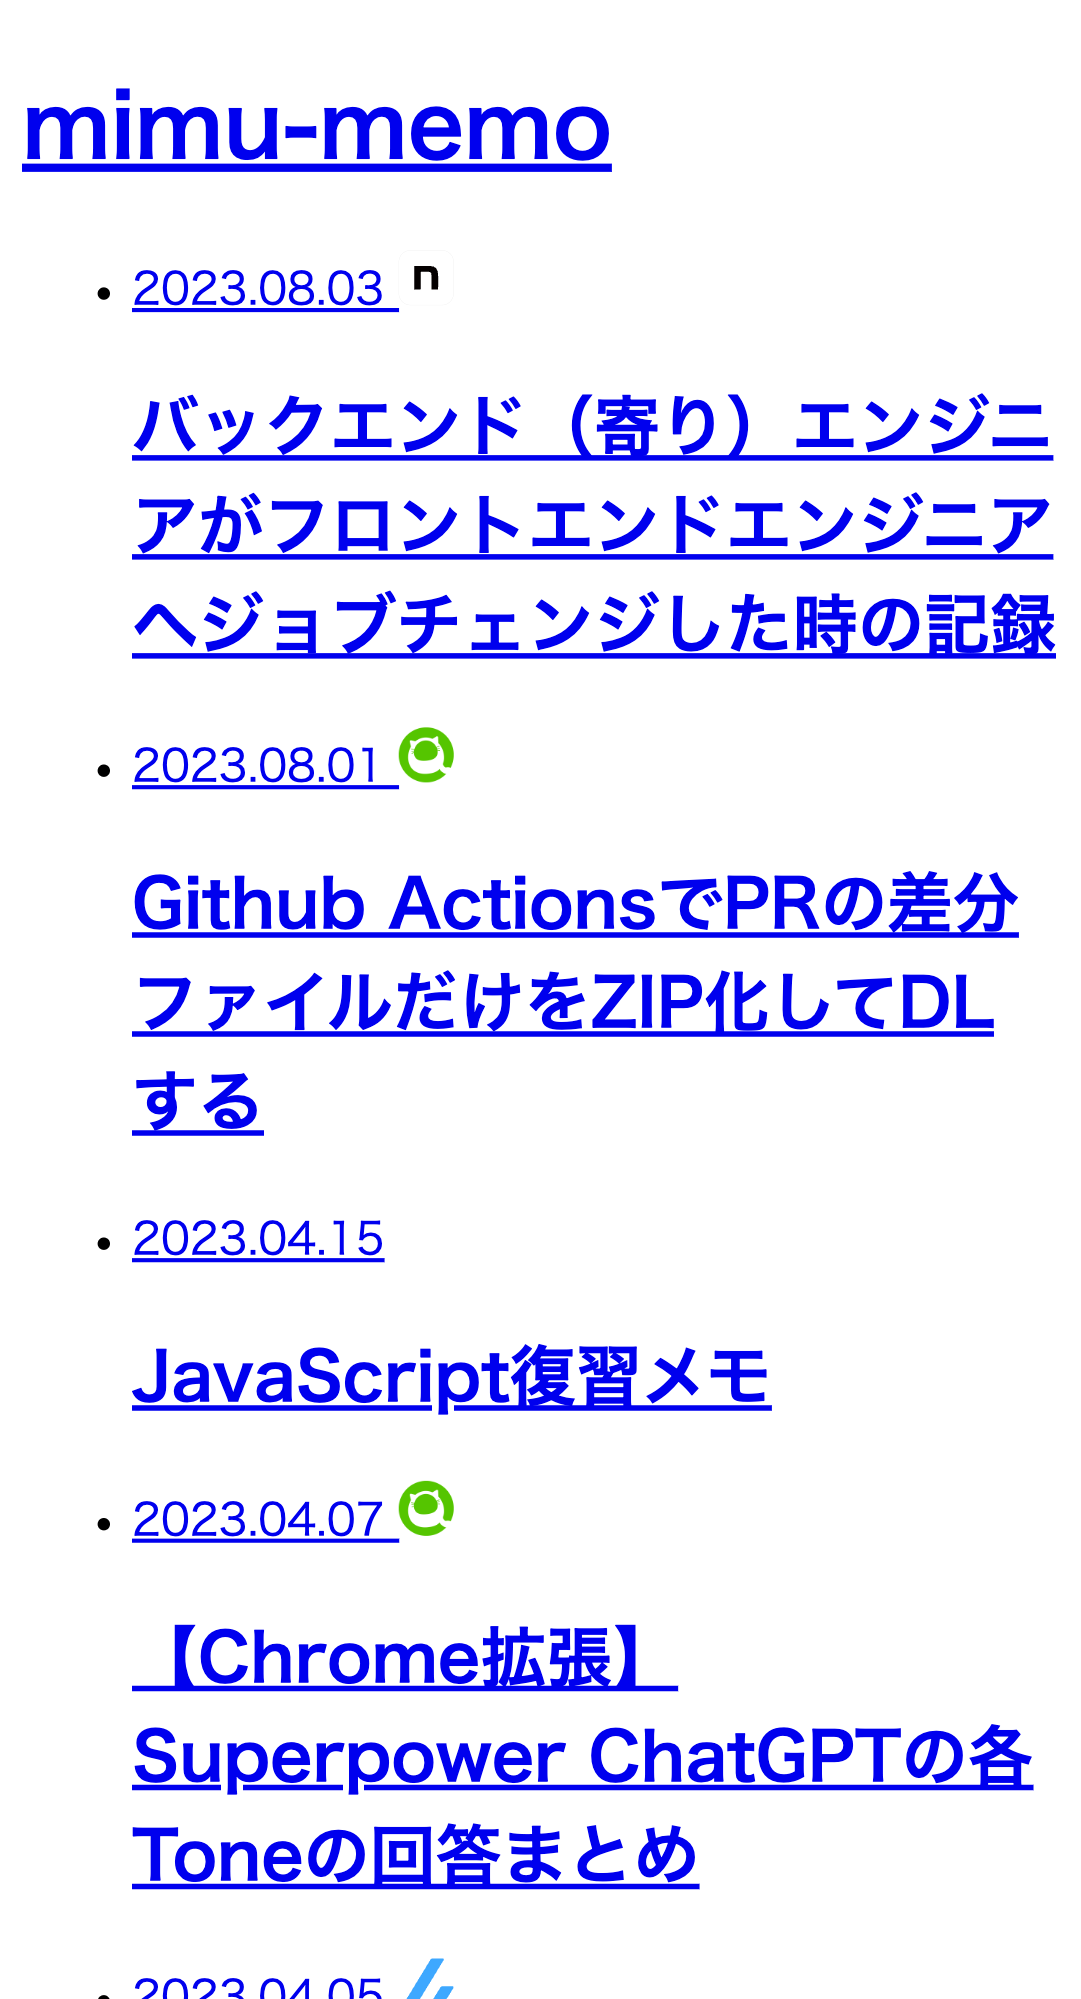 mimu-memo
2023.08.03 n
バックエンド（寄り）エンジニ
アがフロントエンドエンジニア
へジョブチェンジした時の記録
2023.08.01
Github ActionsでPRの差分
ファイルだけをZIP化してDL
する
2023.04.15
JavaScript復習メモ
2023.04.07
【Chrome拡張】
Superpower ChatGPTの各
Toneの回答まとめ
2023.04.05